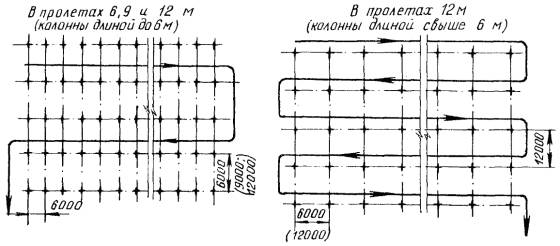 В пролетах 6,9 и 12 м
(колонны длиной до 6 м)
6000
6000
(9000;
12000)
В пролетах 12 м
(колонны длиной свыше 6 м)
12000
6000
(12000)